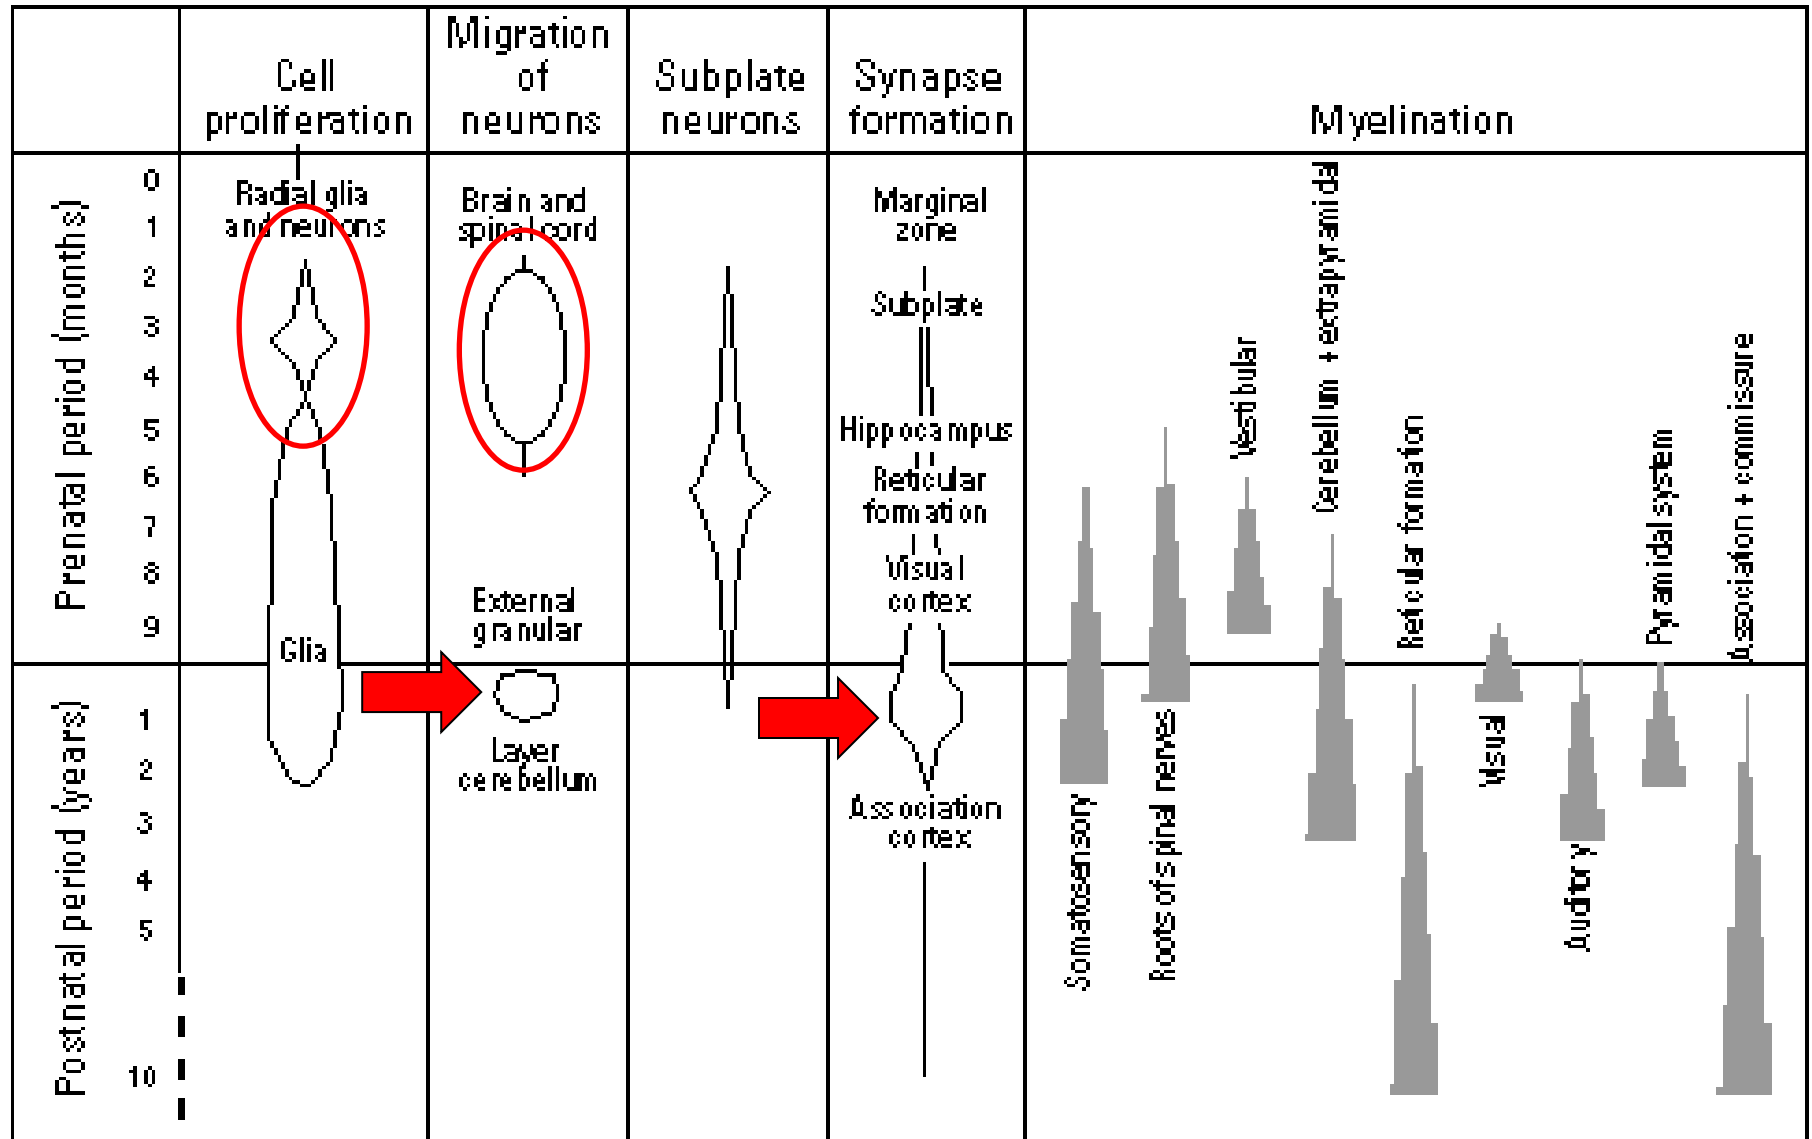 Cell
proliferation
Migration
of
neurons
Subplate
neurons
Synapse
formation
Myelination
Prenatal period (months)
0
1
2
3
4
5
6
7
8
9
Postnatal period (years)
1
2
3
4
5
10
Radial glia
and neurons
Glia
Brain and
spinal cord
External
granular
Layer
cerebellum
Marginal
zone
Subplate
Hippocampus
Reticular
formation
Visual
cortex
Association
cortex
Somatosensory
Roots of spinal nerves
Vestibular
Cerebellum + extrapyramidal
Reticular formation
Visual
Auditory
Pyramidal system
Association + commissure